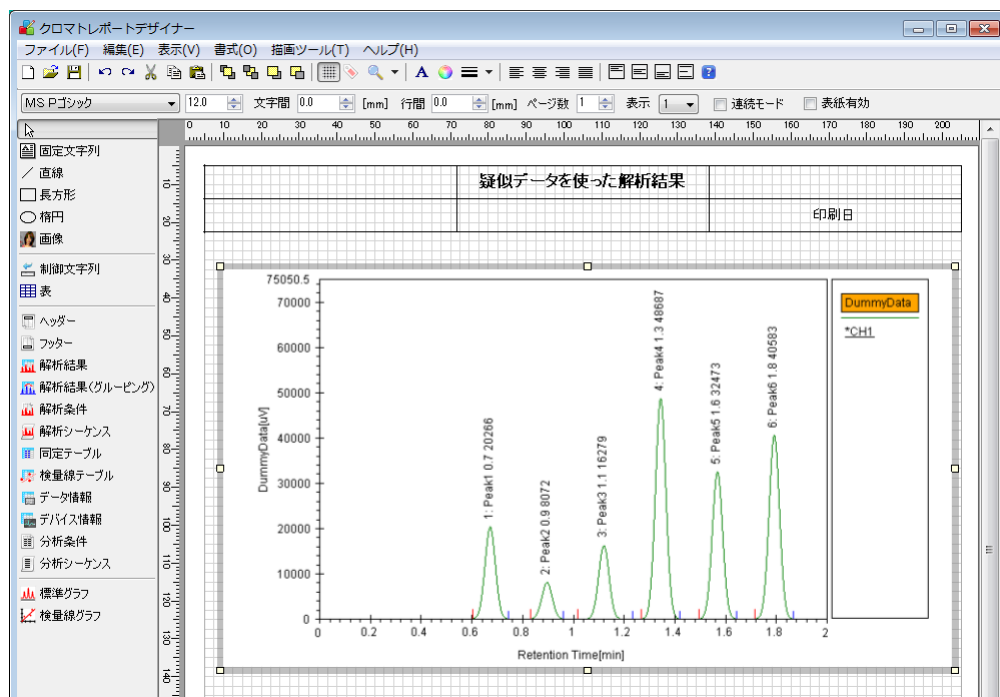 クロマトレポートデザイナー
ファイル(F) 編集(E) 表示(V) 書式(O) 描画ツール(T) ヘルプ(H)
MS Pゴシック 12.0 文字間 0.0 [mm] 行間 0.0 [mm] ページ数 1 表示 1 連続モード 表紙有効
0 10 20 30 40 50 60 70 80 90 100 110 120 130 140 150 160 170 180 190 200
固定文字列
直線
長方形
楕円
画像
制御文字列
表
ヘッダー
フッター
解析結果
解析結果(グルーピング)
解析条件
解析シーケンス
同定テーブル
検量線テーブル
データ情報
デバイス情報
分析条件
分析シーケンス
標準グラフ
検量線グラフ
10
20
30
40
50
60
70
80
90
100
110
120
130
140
疑似データを使った解析結果
印刷日
75050.5
70000
60000
50000
40000
30000
20000
10000
0
DummyData[uV]
1: Peak1 0.7 20266
2: Peak2 0.9 8072
3: Peak3 1.1 16279
4: Peak4 1.3 48687
5: Peak5 1.6 32473
6: Peak6 1.8 40583
0 0.2 0.4 0.6 0.8 1 1.2 1.4 1.6 1.8 2
Retention Time[min]
DummyData
*CH1